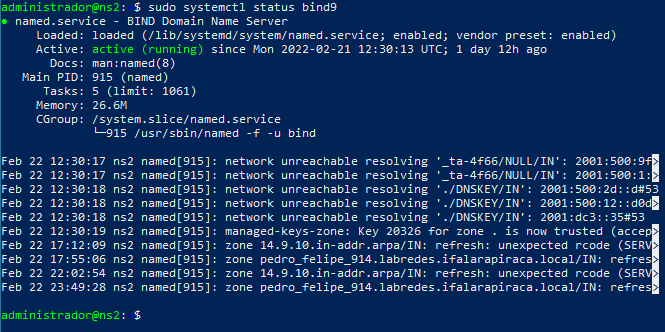 administrador@ns2: $ sudo systemctl status bind9
● named.service - BIND Domain Name Server
Loaded: loaded (/lib/systemd/system/named.service; enabled; vendor preset: enabled)
Active: active (running) since Mon 2022-02-21 12:30:13 UTC; 1 day 12h ago
Docs: man:named(8)
Main PID: 915 (named)
Tasks: 5 (limit: 1061)
Memory: 26.6M
CGroup: /system.slice/named.service
└─915 /usr/sbin/named -f -u bind
Feb 22 12:30:17 ns2 named[915]: network unreachable resolving '_ta-4f66/NULL/IN': 2001:500:9f>
Feb 22 12:30:17 ns2 named[915]: network unreachable resolving '_ta-4f66/NULL/IN': 2001:500:1:>
Feb 22 12:30:18 ns2 named[915]: network unreachable resolving './DNSKEY/IN': 2001:500:2d::d#53
Feb 22 12:30:18 ns2 named[915]: network unreachable resolving './DNSKEY/IN': 2001:500:12::d0d>
Feb 22 12:30:18 ns2 named[915]: network unreachable resolving './DNSKEY/IN': 2001:dc3::35#53
Feb 22 12:30:19 ns2 named[915]: managed-keys-zone: Key 20326 for zone . is now trusted (accep>
Feb 22 17:12:09 ns2 named[915]: zone 14.9.10.in-addr.arpa/IN: refresh: unexpected rcode (SERV>
Feb 22 17:55:06 ns2 named[915]: zone pedro_felipe_914.labredes.ifalarapiraca.local/IN: refres>
Feb 22 22:02:54 ns2 named[915]: zone 14.9.10.in-addr.arpa/IN: refresh: unexpected rcode (SERV>
Feb 22 23:49:28 ns2 named[915]: zone pedro_felipe_914.labredes.ifalarapiraca.local/IN: refres>
administrador@ns2: $